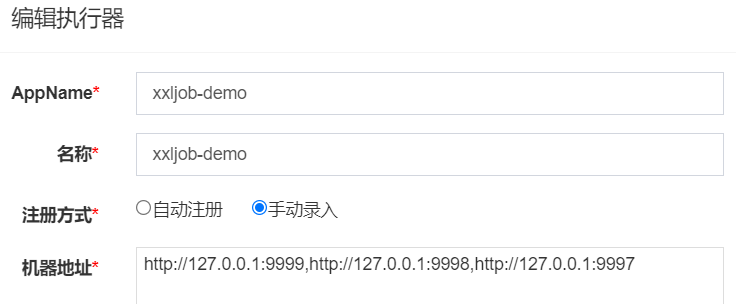 编辑执行器
AppName* xxljob-demo
名称* xxljob-demo
注册方式* 自动注册 手动录入
机器地址* http://127.0.0.1:9999,http://127.0.0.1:9998,http://127.0.0.1:9997